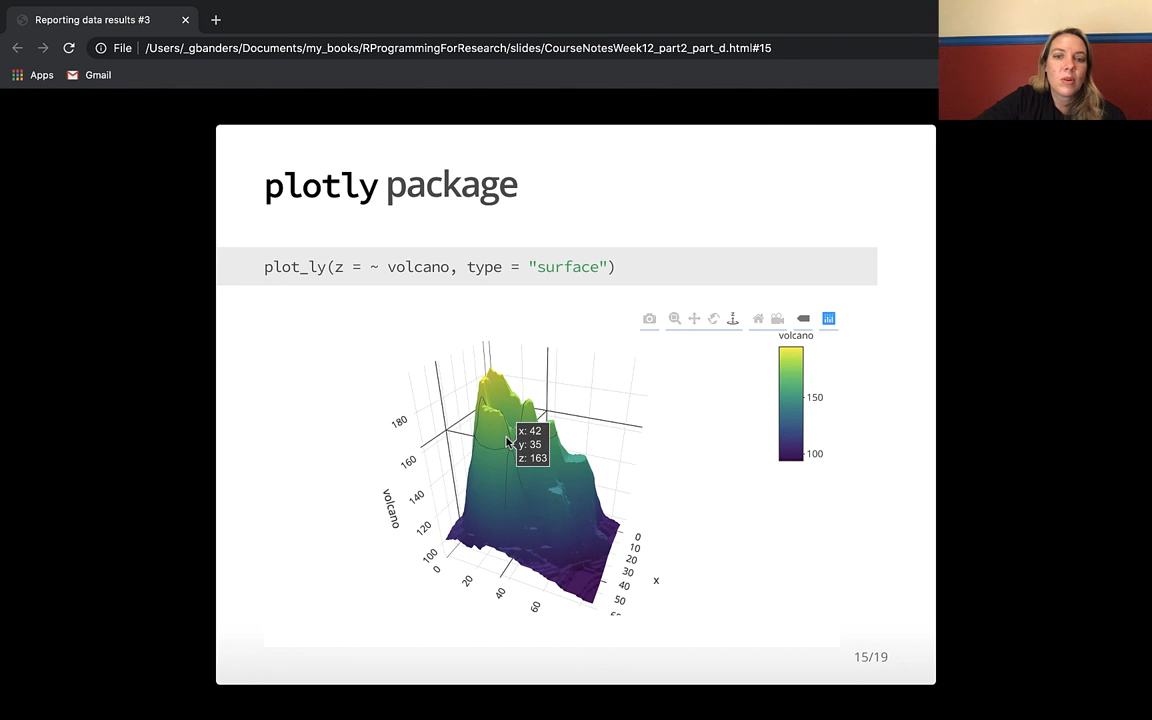 Reporting data results #3
File
/Users/_gbanders/Documents/my_books/RProgrammingForResearch/slides/CourseNotesWeek12_part2_part_d.html#15
Apps
Gmail
plotly package
plot_ly(z = ~ volcano, type = "surface")
volcano
150
100
180
160
140
120
100
volcano
x: 42
y: 35
z: 163
0
20
40
60
0
10
20
30
40
50
x
15/19